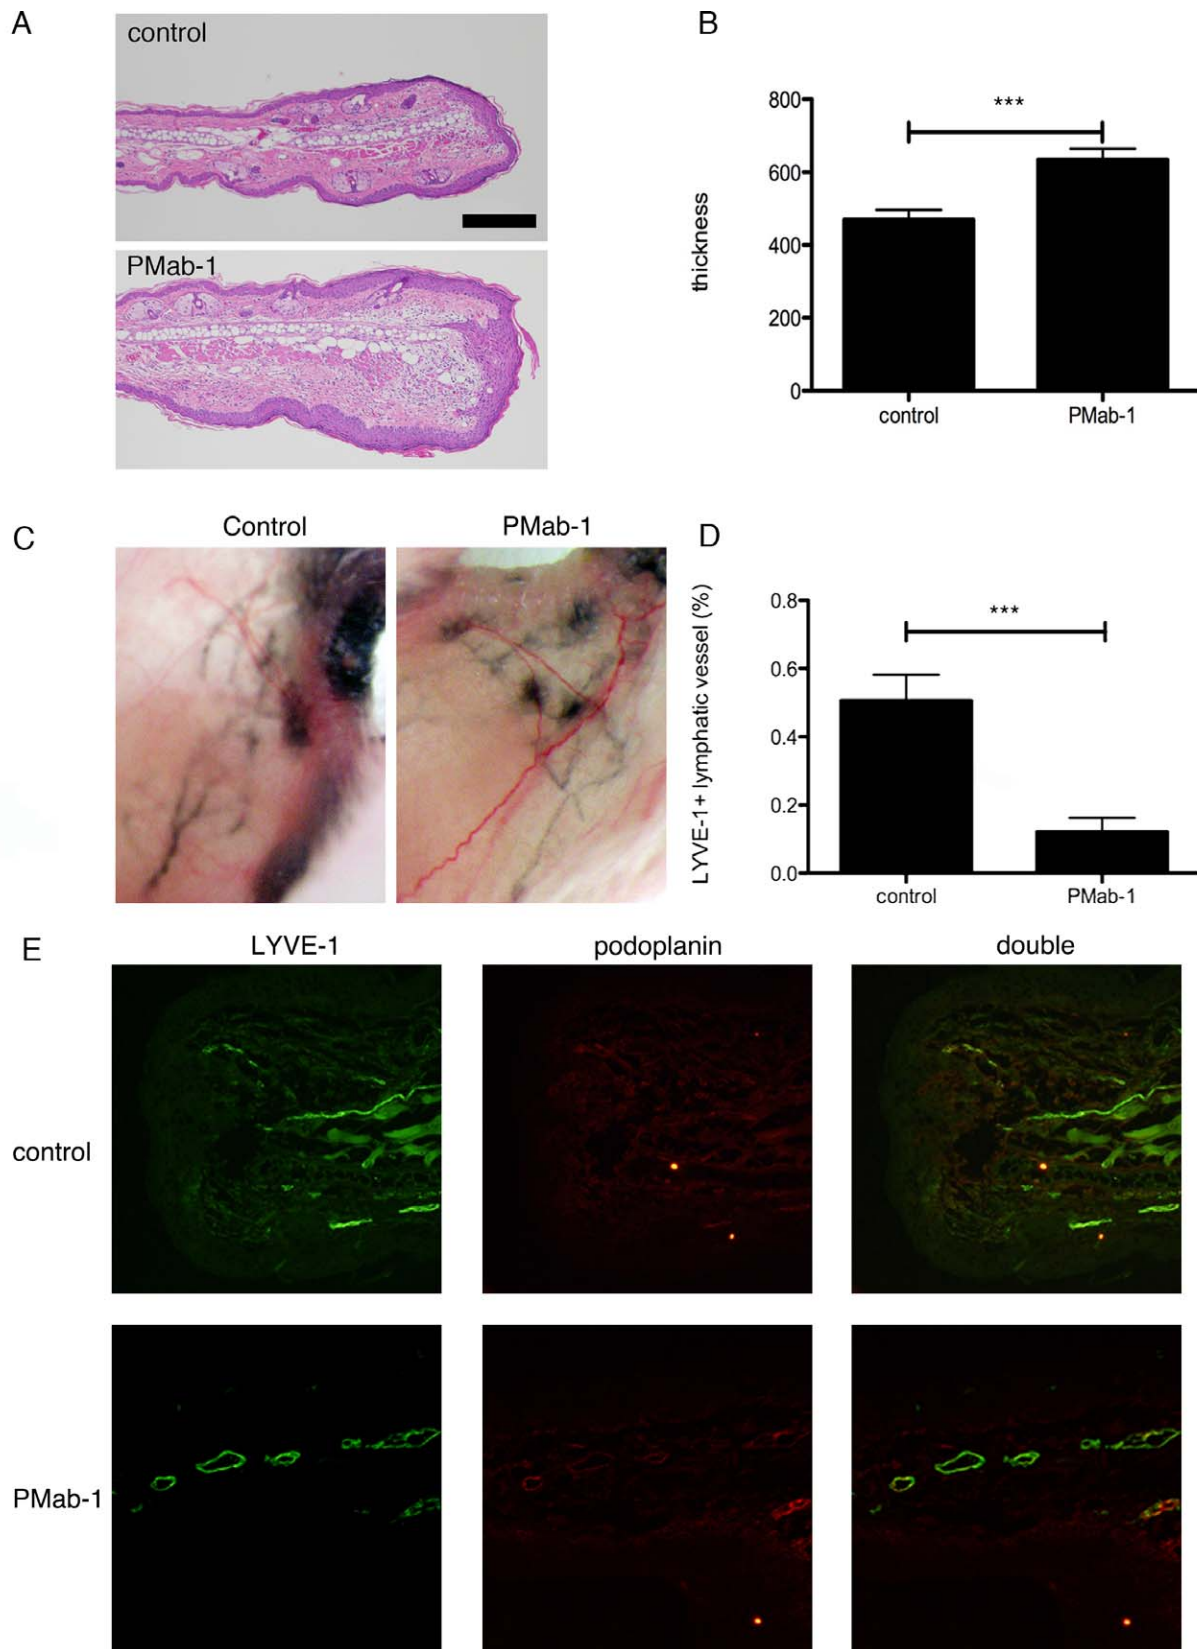 A
control
PMab-1
B
***
800
600
400
200
0
thickness
control
PMab-1
C
Control
PMab-1
D
***
0.8
0.6
0.4
0.2
0.0
LYVE-1+ lymphatic vessel (%)
control
PMab-1
E
LYVE-1
podoplanin
double
control
PMab-1